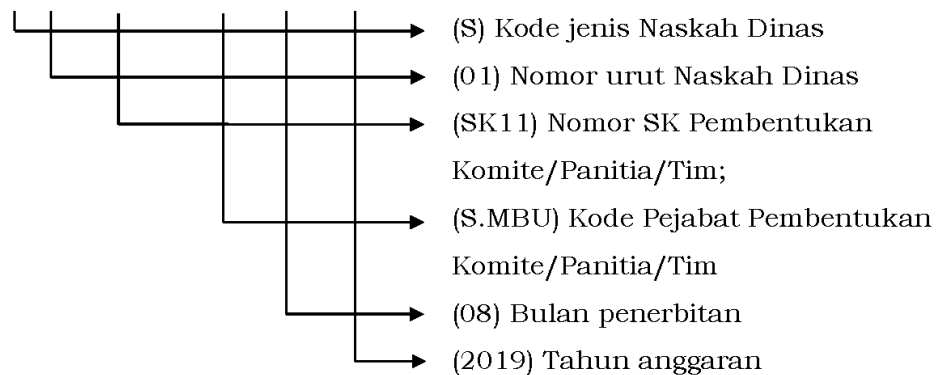 (S) Kode jenis Naskah Dinas
(01) Nomor urut Naskah Dinas
(SK11) Nomor SK Pembentukan
Komite/Panitia/Tim;
(S.MBU) Kode Pejabat Pembentukan
Komite/Panitia/Tim
(08) Bulan penerbitan
(2019) Tahun anggaran